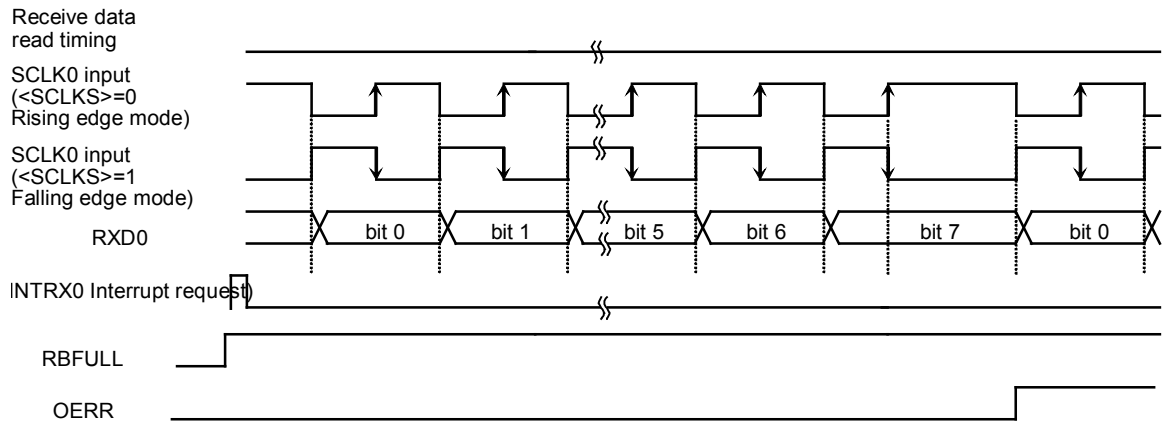 Receive data
read timing
SCLK0 input
(<SCLKS>=0
Rising edge mode)
SCLK0 input
(<SCLKS>=1
Falling edge mode)
RXD0
bit 0 bit 1 bit 5 bit 6 bit 7 bit 0
INTRX0 Interrupt request)
RBFULL
OERR